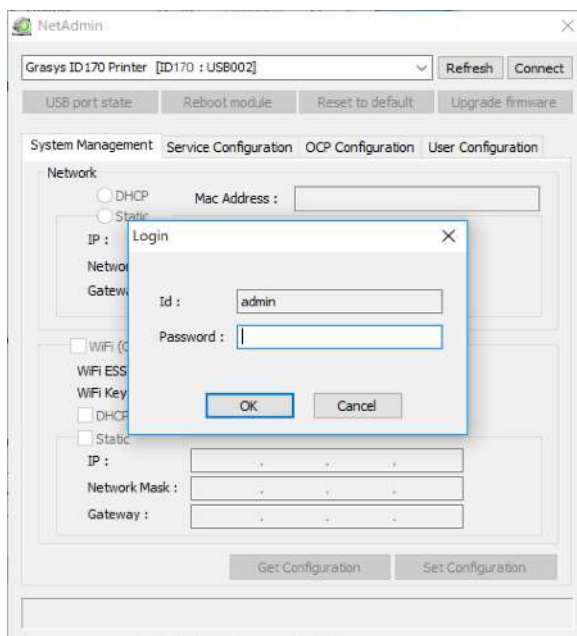 NetAdmin
Grasys ID170 Printer [ID170 : USB002]
Refresh
Connect
USB port state
Reboot module
Reset to default
Upgrade firmware
System Management
Service Configuration
OCP Configuration
User Configuration
Network
DHCP
Mac Address :
Static
IP :
Login
Id :
admin
Password :
OK
Cancel
WiFi
WiFi Key
DHCP
Static
IP :
Network Mask :
Gateway :
Get Configuration
Set Configuration